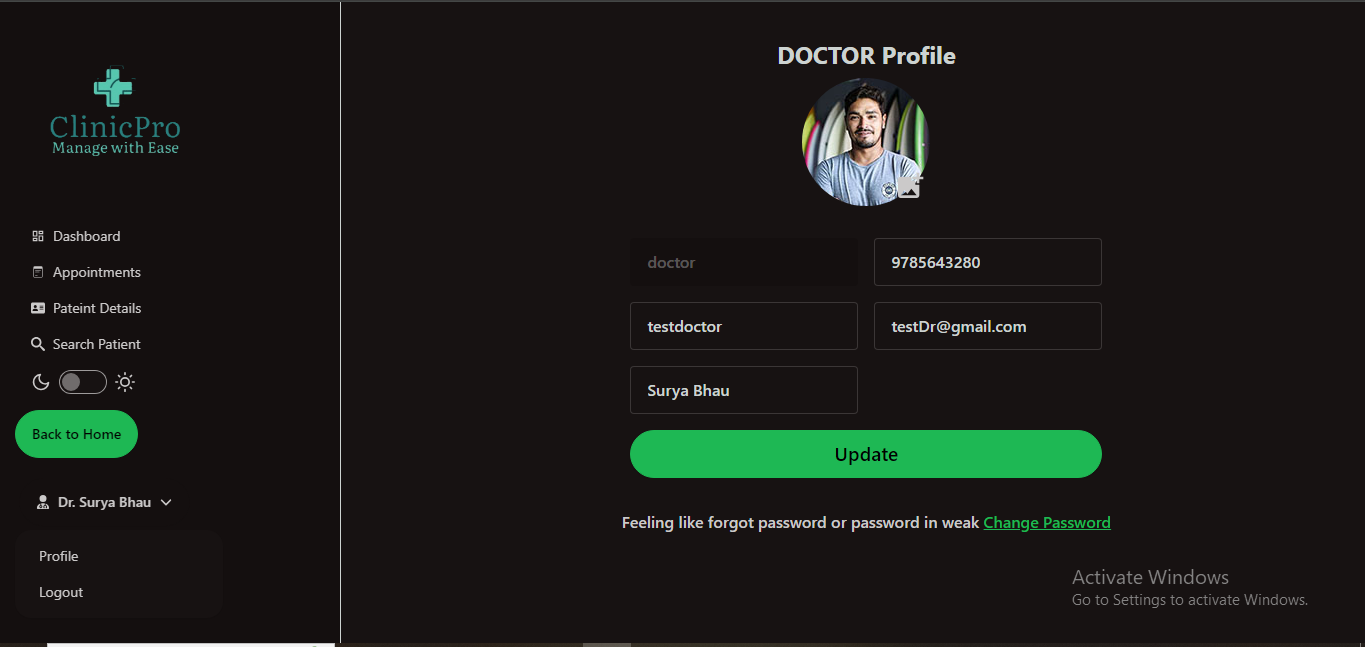 ClinicPro
Manage with Ease
Dashboard
Appointments
Pateint Details
Search Patient
Back to Home
Dr. Surya Bhau
Profile
Logout
DOCTOR Profile
doctor
9785643280
testdoctor
testDr@gmail.com
Surya Bhau
Update
Feeling like forgot password or password in weak Change Password
Activate Windows
Go to Settings to activate Windows.